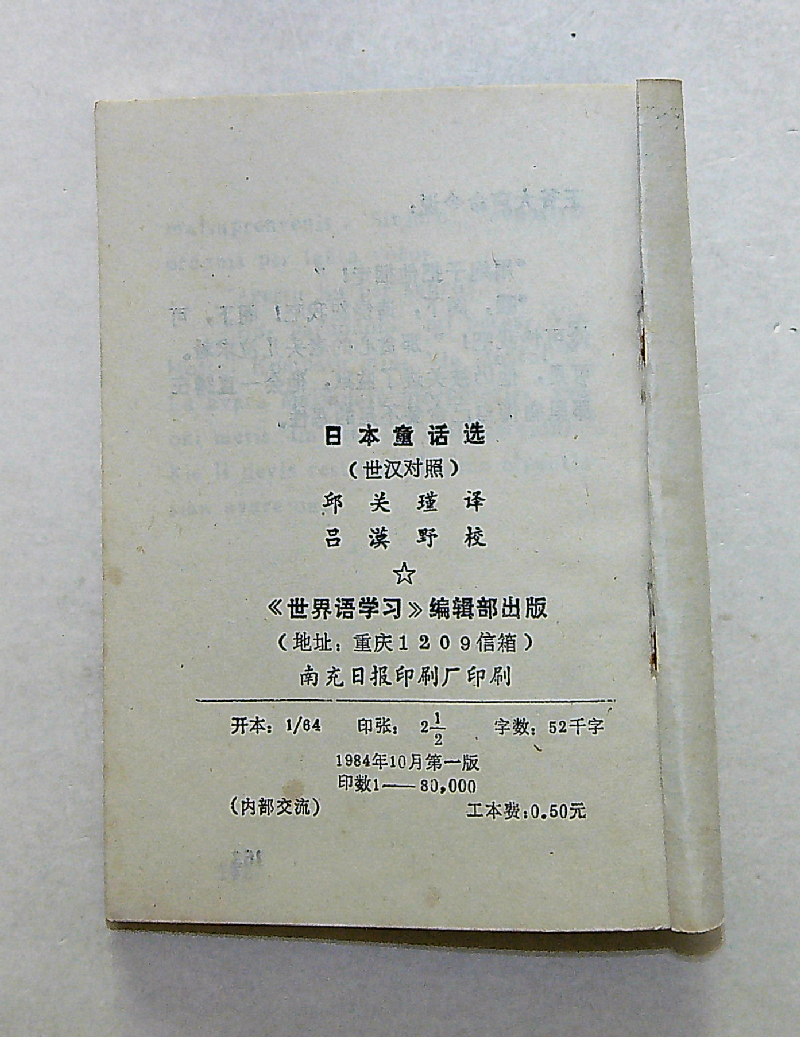 日本童话选
（世汉对照）
邱关瑾译
吕漠野校
☆
《世界语学习》编辑部出版
（地址：重庆1209信箱）
南充日报印刷厂印刷
开本：1/64 印张：2 1/2 字数：52千字
1984年10月第一版
印数1——80,000
（内部交流） 工本费：0.50元